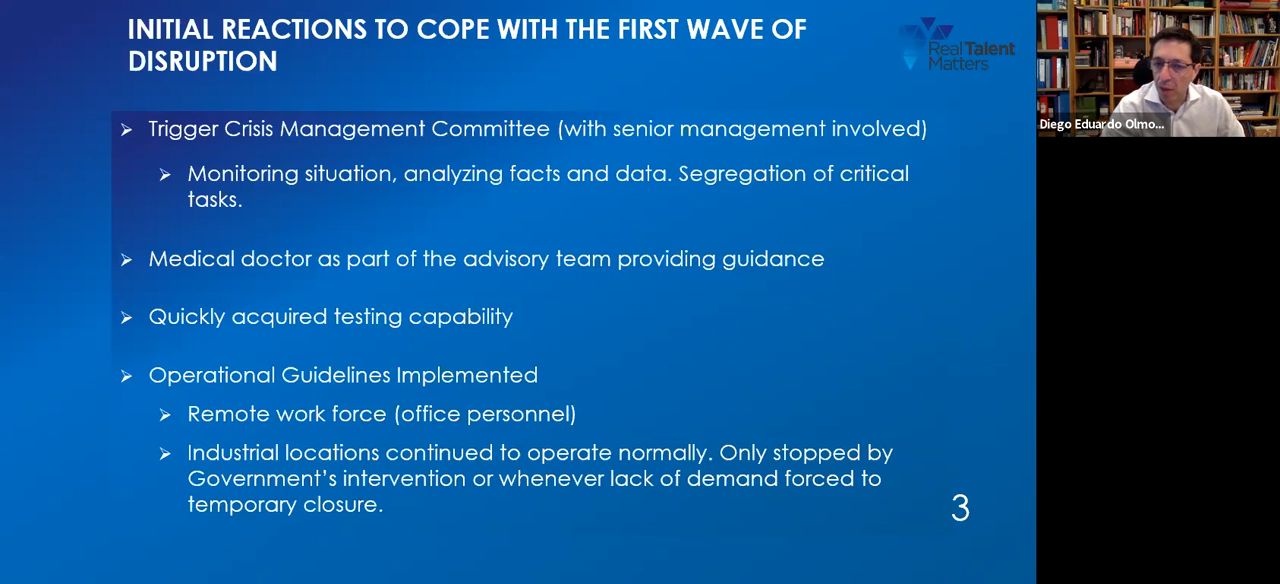 INITIAL REACTIONS TO COPE WITH THE FIRST WAVE OF
DISRUPTION
RealTalent
Matters
Trigger Crisis Management Committee (with senior management involved)
Monitoring situation, analyzing facts and data. Segregation of critical
tasks.
Medical doctor as part of the advisory team providing guidance
Quickly acquired testing capability
Operational Guidelines Implemented
Remote work force (office personnel)
Industrial locations continued to operate normally. Only stopped by
Government's intervention or whenever lack of demand forced to
temporary closure.
3
Diego Eduardo Olmo...